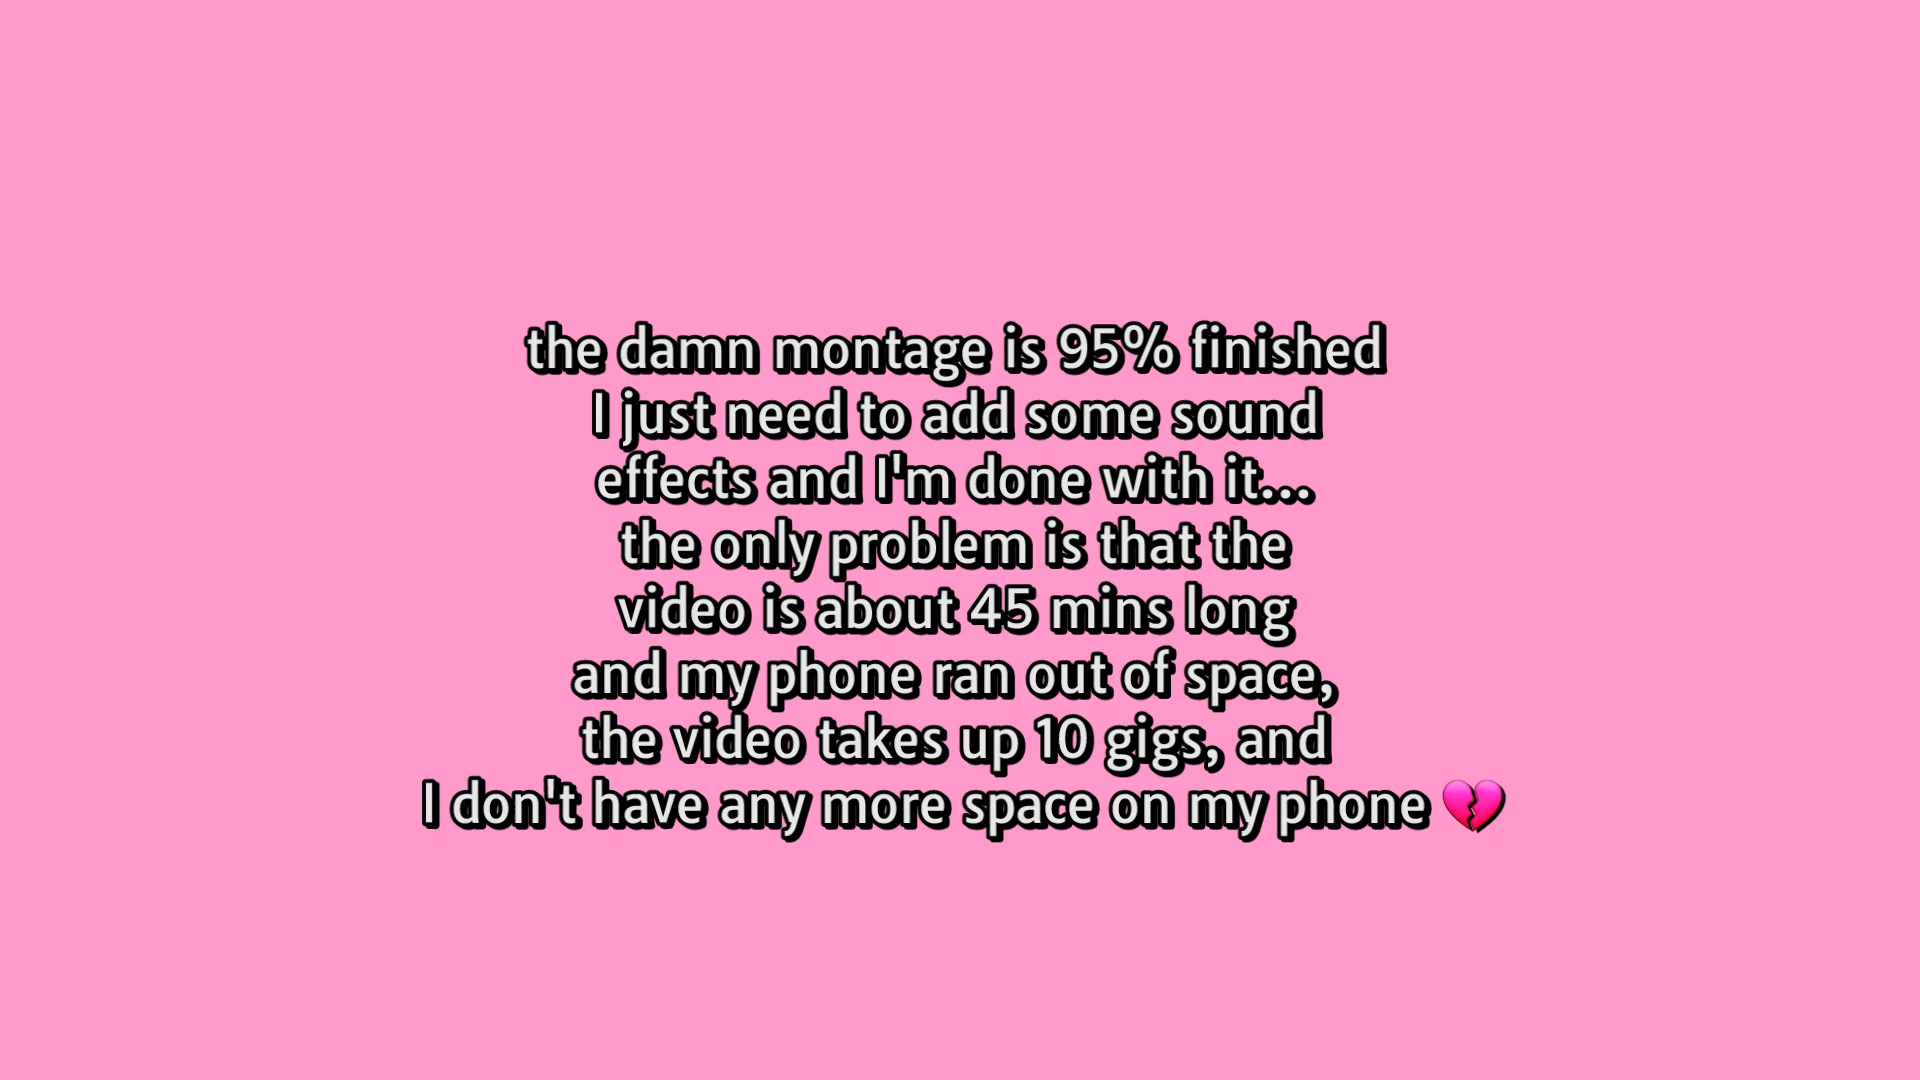 the damn montage is 95% finished
I just need to add some sound
effects and I'm done with it...
the only problem is that the
video is about 45 mins long
and my phone ran out of space,
the video takes up 10 gigs, and
I don't have any more space on my phone 💔